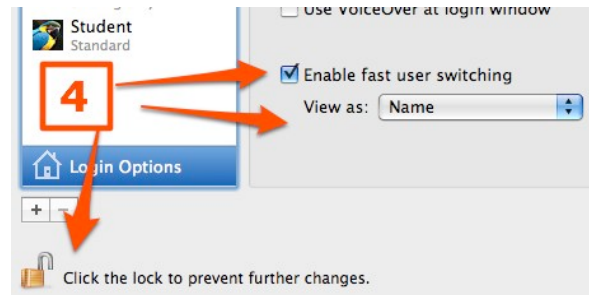 Use VoiceOver at login window
Student
Standard
4
Enable fast user switching
View as: Name
Login Options
+ −
Click the lock to prevent further changes.